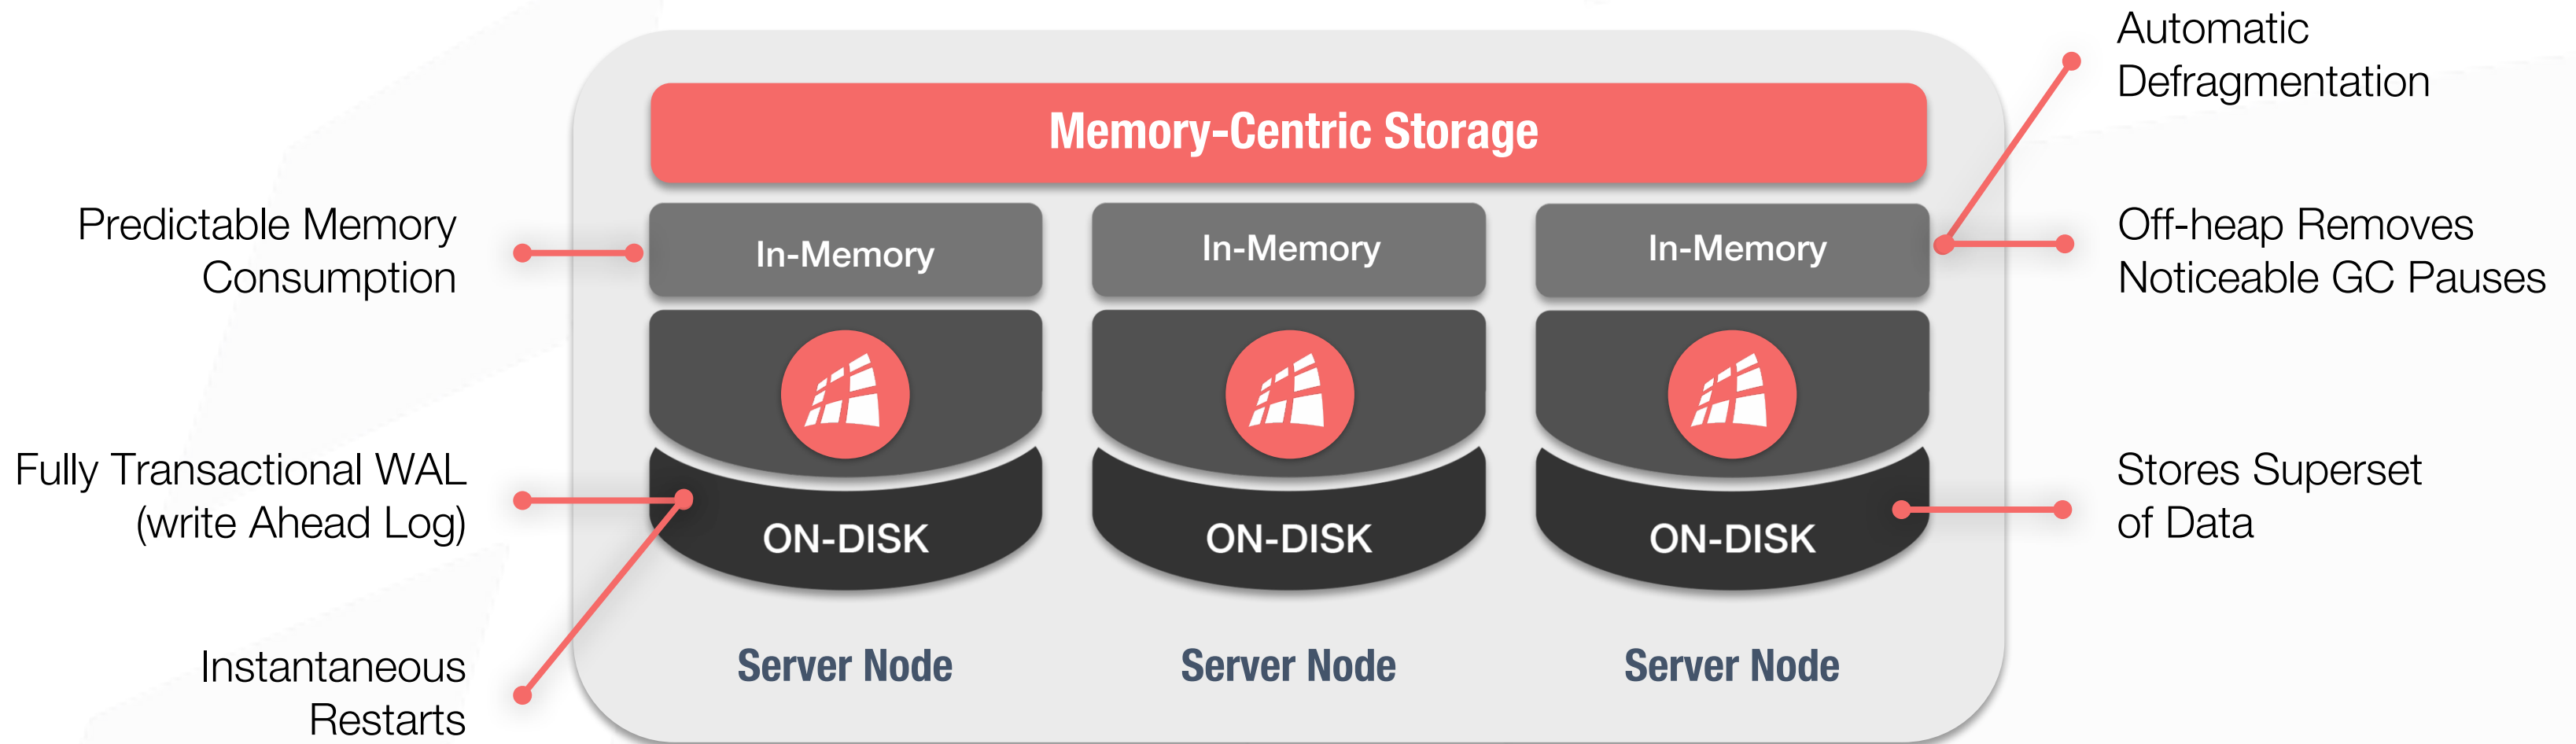 Automatic
Defragmentation
Memory-Centric Storage
Predictable Memory
Consumption
In-Memory
In-Memory
In-Memory
Off-heap Removes
Noticeable GC Pauses
Fully Transactional WAL
(write Ahead Log)
ON-DISK
ON-DISK
ON-DISK
Stores Superset
of Data
Instantaneous
Restarts
Server Node
Server Node
Server Node